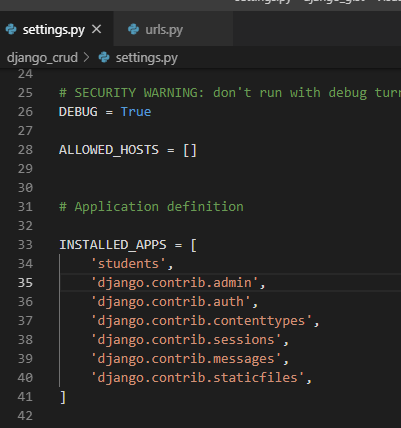 settings.py
urls.py
django_crud > settings.py
24
25 # SECURITY WARNING: don't run with debug turn
26 DEBUG = True
27
28 ALLOWED_HOSTS = []
29
30
31 # Application definition
32
33 INSTALLED_APPS = [
34 'students',
35 'django.contrib.admin',
36 'django.contrib.auth',
37 'django.contrib.contenttypes',
38 'django.contrib.sessions',
39 'django.contrib.messages',
40 'django.contrib.staticfiles',
41 ]
42